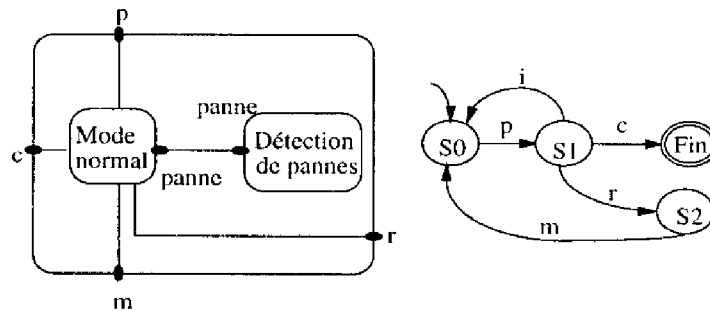 p
panne
Mode
normal
Détection
de pannes
c
panne
r
m
i
S0
p
S1
c
Fin
r
S2
m